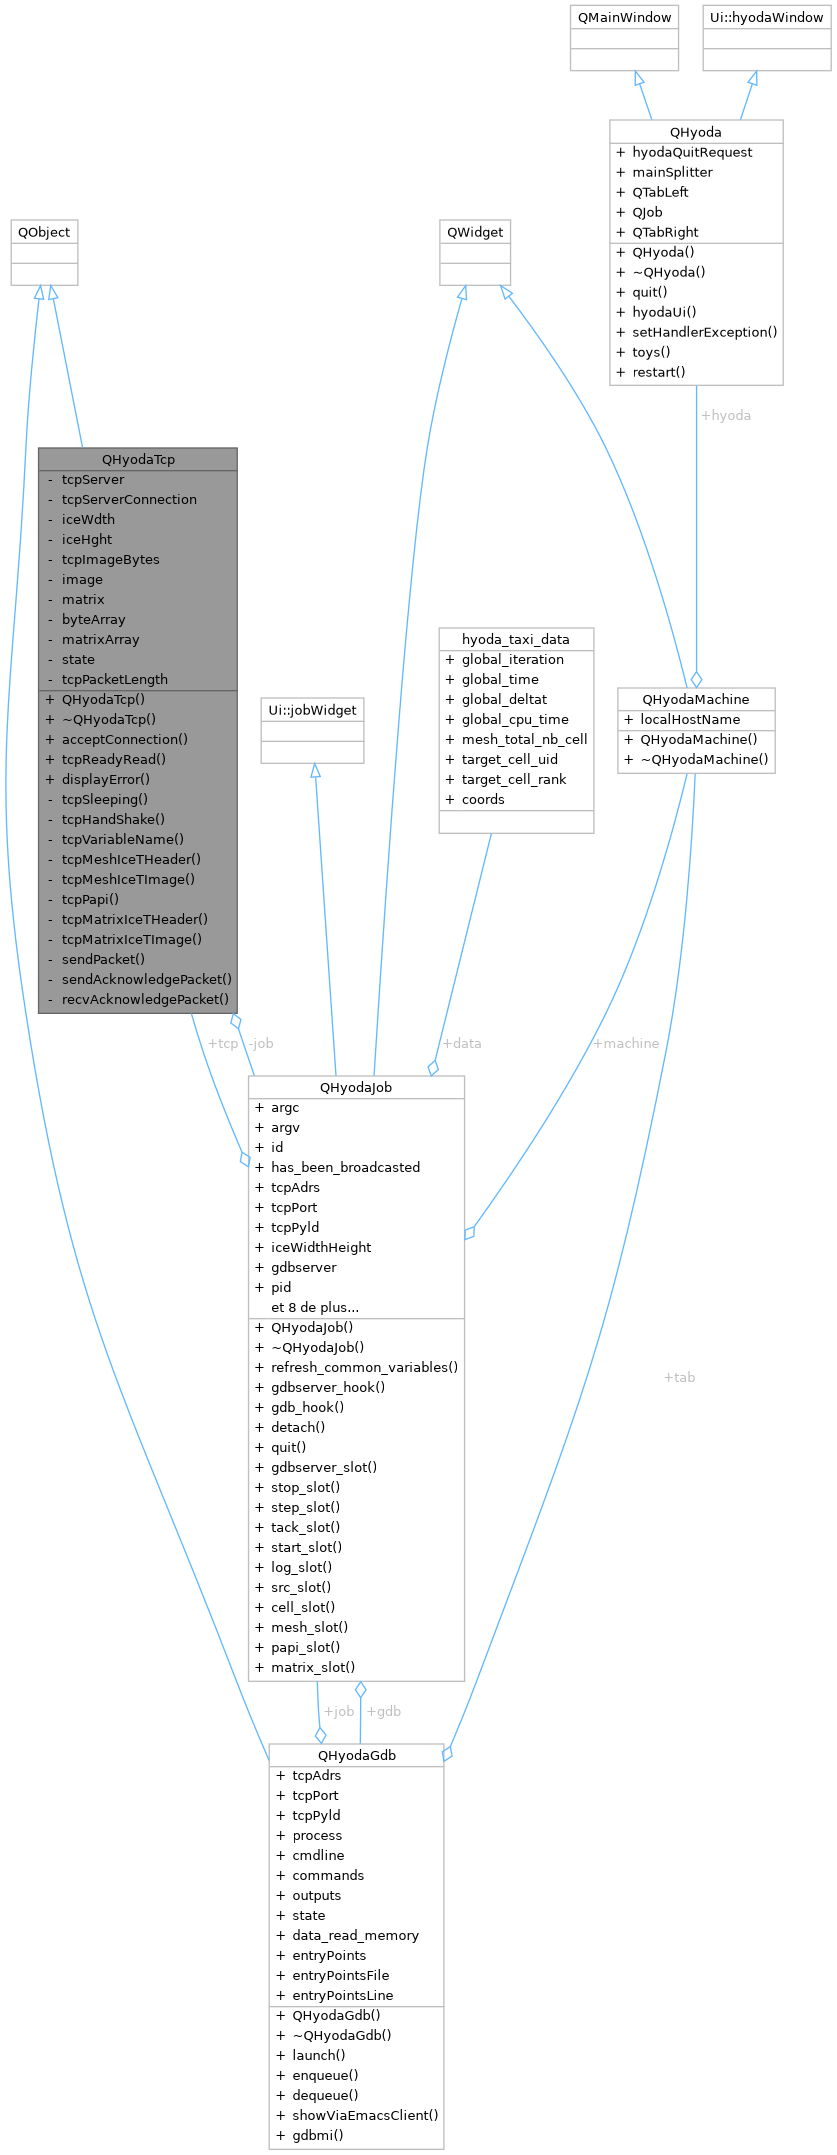 QMainWindow
Ui::hyodaWindow
QHyoda
+ hyodaQuitRequest
+ mainSplitter
+ QTabLeft
+ QJob
+ QTabRight
+ QHyoda()
+ ~QHyoda()
+ quit()
+ hyodaUi()
+ setHandlerException()
+ toys()
+ restart()
QObject
QWidget
+hyoda
QHyodaTcp
- tcpServer
- tcpServerConnection
- iceWdth
- iceHght
- tcpImageBytes
- image
- matrix
- byteArray
- matrixArray
- state
- tcpPacketLength
+ QHyodaTcp()
+ ~QHyodaTcp()
+ acceptConnection()
+ tcpReadyRead()
+ displayError()
- tcpSleeping()
- tcpHandShake()
- tcpVariableName()
- tcpMeshIceTHeader()
- tcpMeshIceTImage()
- tcpPapi()
- tcpMatrixIceTHeader()
- tcpMatrixIceTImage()
- sendPacket()
- sendAcknowledgePacket()
- recvAcknowledgePacket()
Ui::jobWidget
hyoda_taxi_data
+ global_iteration
+ global_time
+ global_deltat
+ global_cpu_time
+ mesh_total_nb_cell
+ target_cell_uid
+ target_cell_rank
+ coords
QHyodaMachine
+ localHostName
+ QHyodaMachine()
+ ~QHyodaMachine()
+tcp
-job
+data
+machine
QHyodaJob
+ argc
+ argv
+ id
+ has_been_broadcasted
+ tcpAdrs
+ tcpPort
+ tcpPyld
+ iceWidthHeight
+ gdbserver
+ pid
et 8 de plus...
+ QHyodaJob()
+ ~QHyodaJob()
+ refresh_common_variables()
+ gdbserver_hook()
+ gdb_hook()
+ detach()
+ quit()
+ gdbserver_slot()
+ stop_slot()
+ step_slot()
+ tack_slot()
+ start_slot()
+ log_slot()
+ src_slot()
+ cell_slot()
+ mesh_slot()
+ papi_slot()
+ matrix_slot()
+tab
+job
+gdb
QHyodaGdb
+ tcpAdrs
+ tcpPort
+ tcpPyld
+ process
+ cmdline
+ commands
+ outputs
+ state
+ data_read_memory
+ entryPoints
+ entryPointsFile
+ entryPointsLine
+ QHyodaGdb()
+ ~QHyodaGdb()
+ launch()
+ enqueue()
+ dequeue()
+ showViaEmacsClient()
+ gdbmi()